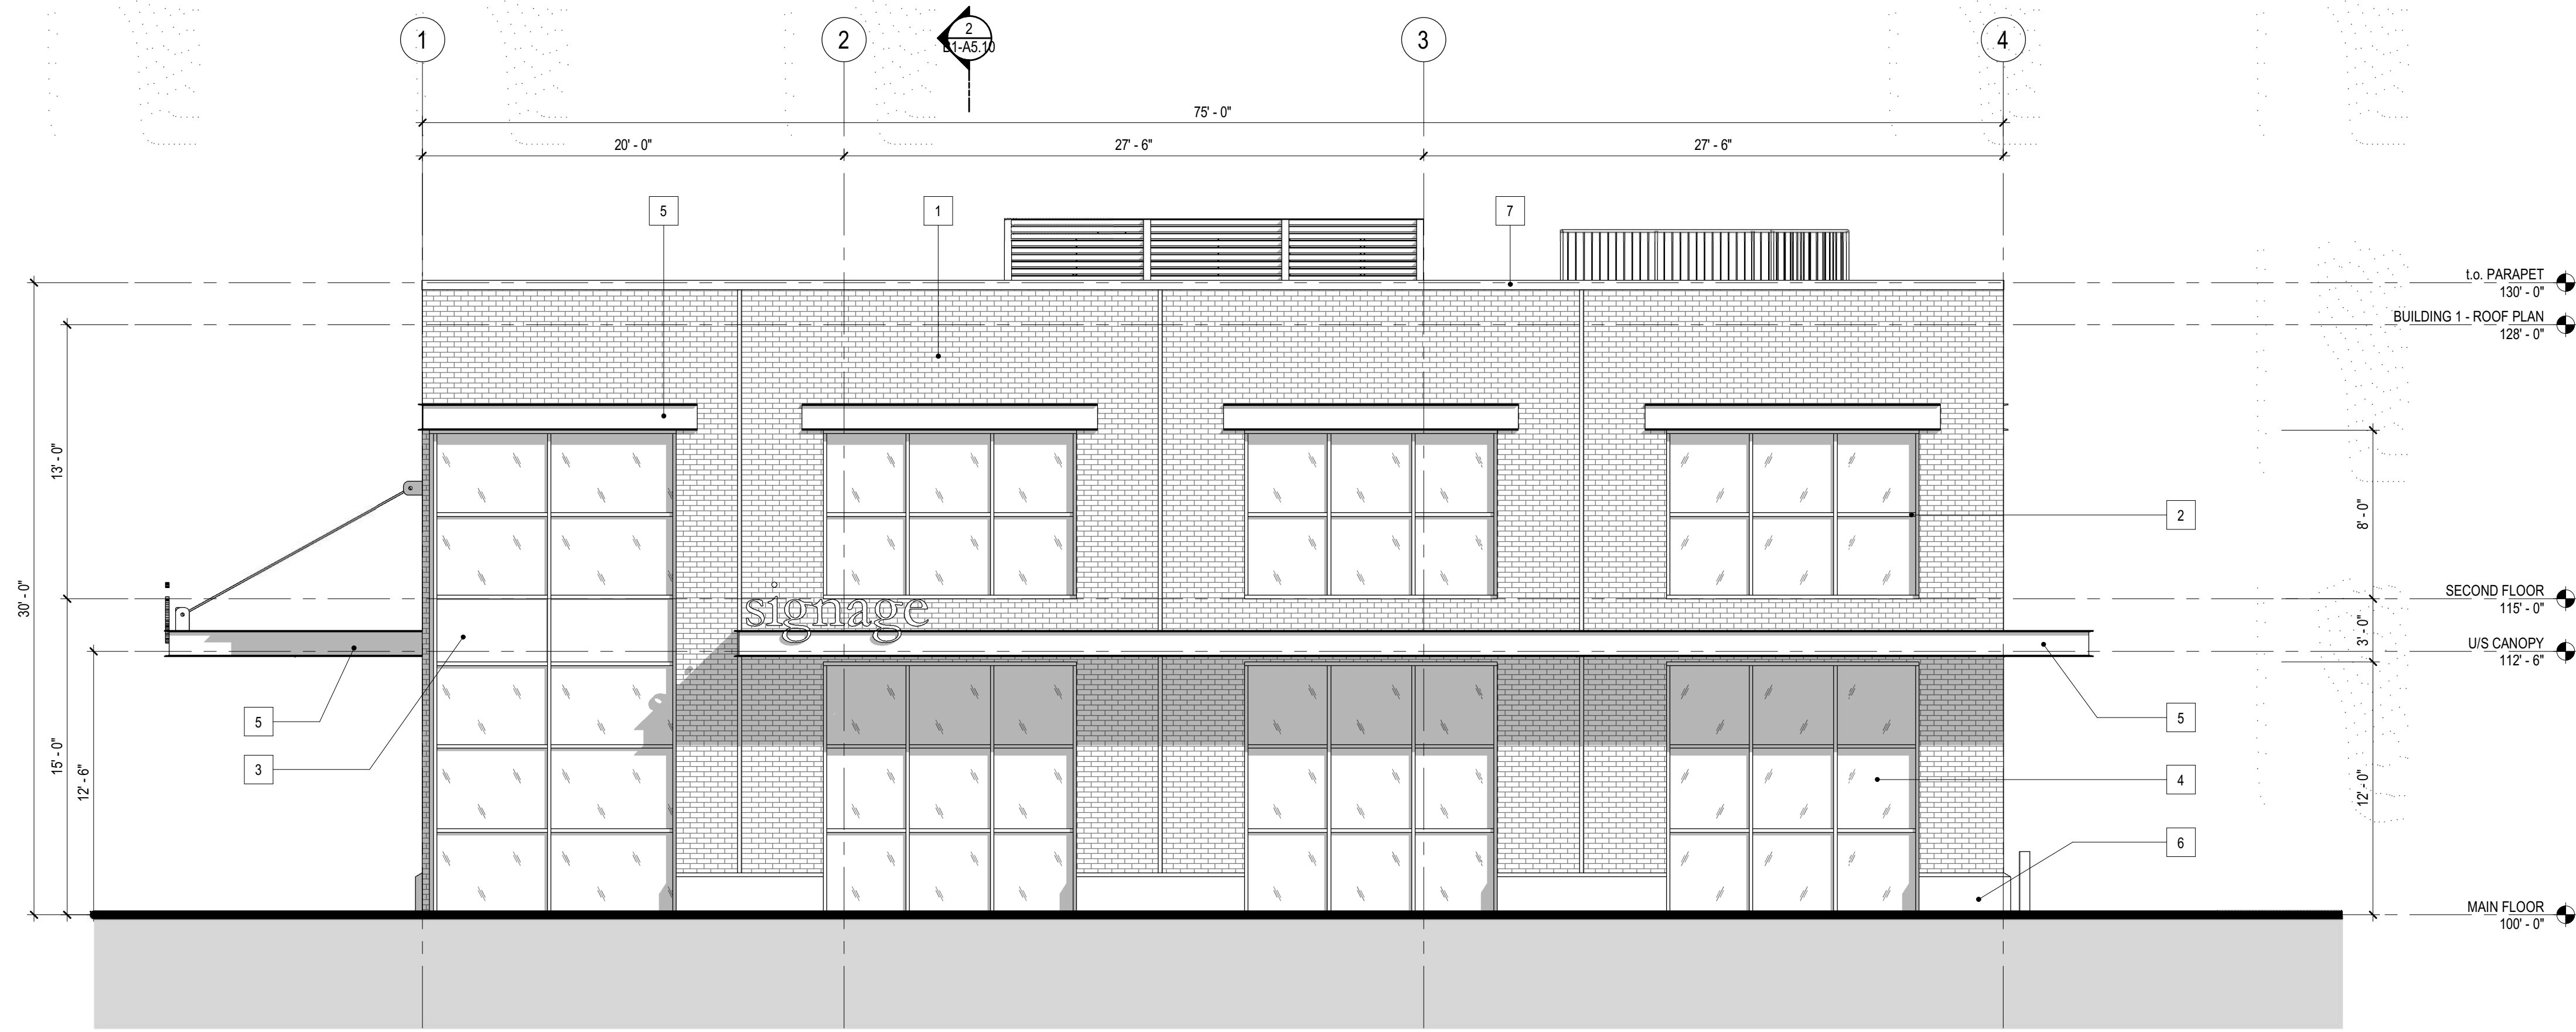 1
2
2
B1-A5.10
3
4
75' - 0"
20' - 0"
27' - 6"
27' - 6"
5
1
7
t.o. PARAPET
130' - 0"
BUILDING 1 - ROOF PLAN
128' - 0"
13' - 0"
8' - 0"
2
30' - 0"
signage
SECOND FLOOR
115' - 0"
3' - 0"
U/S CANOPY
112' - 6"
5
5
3
15' - 0"
12' - 6"
4
12' - 0"
6
MAIN FLOOR
100' - 0"